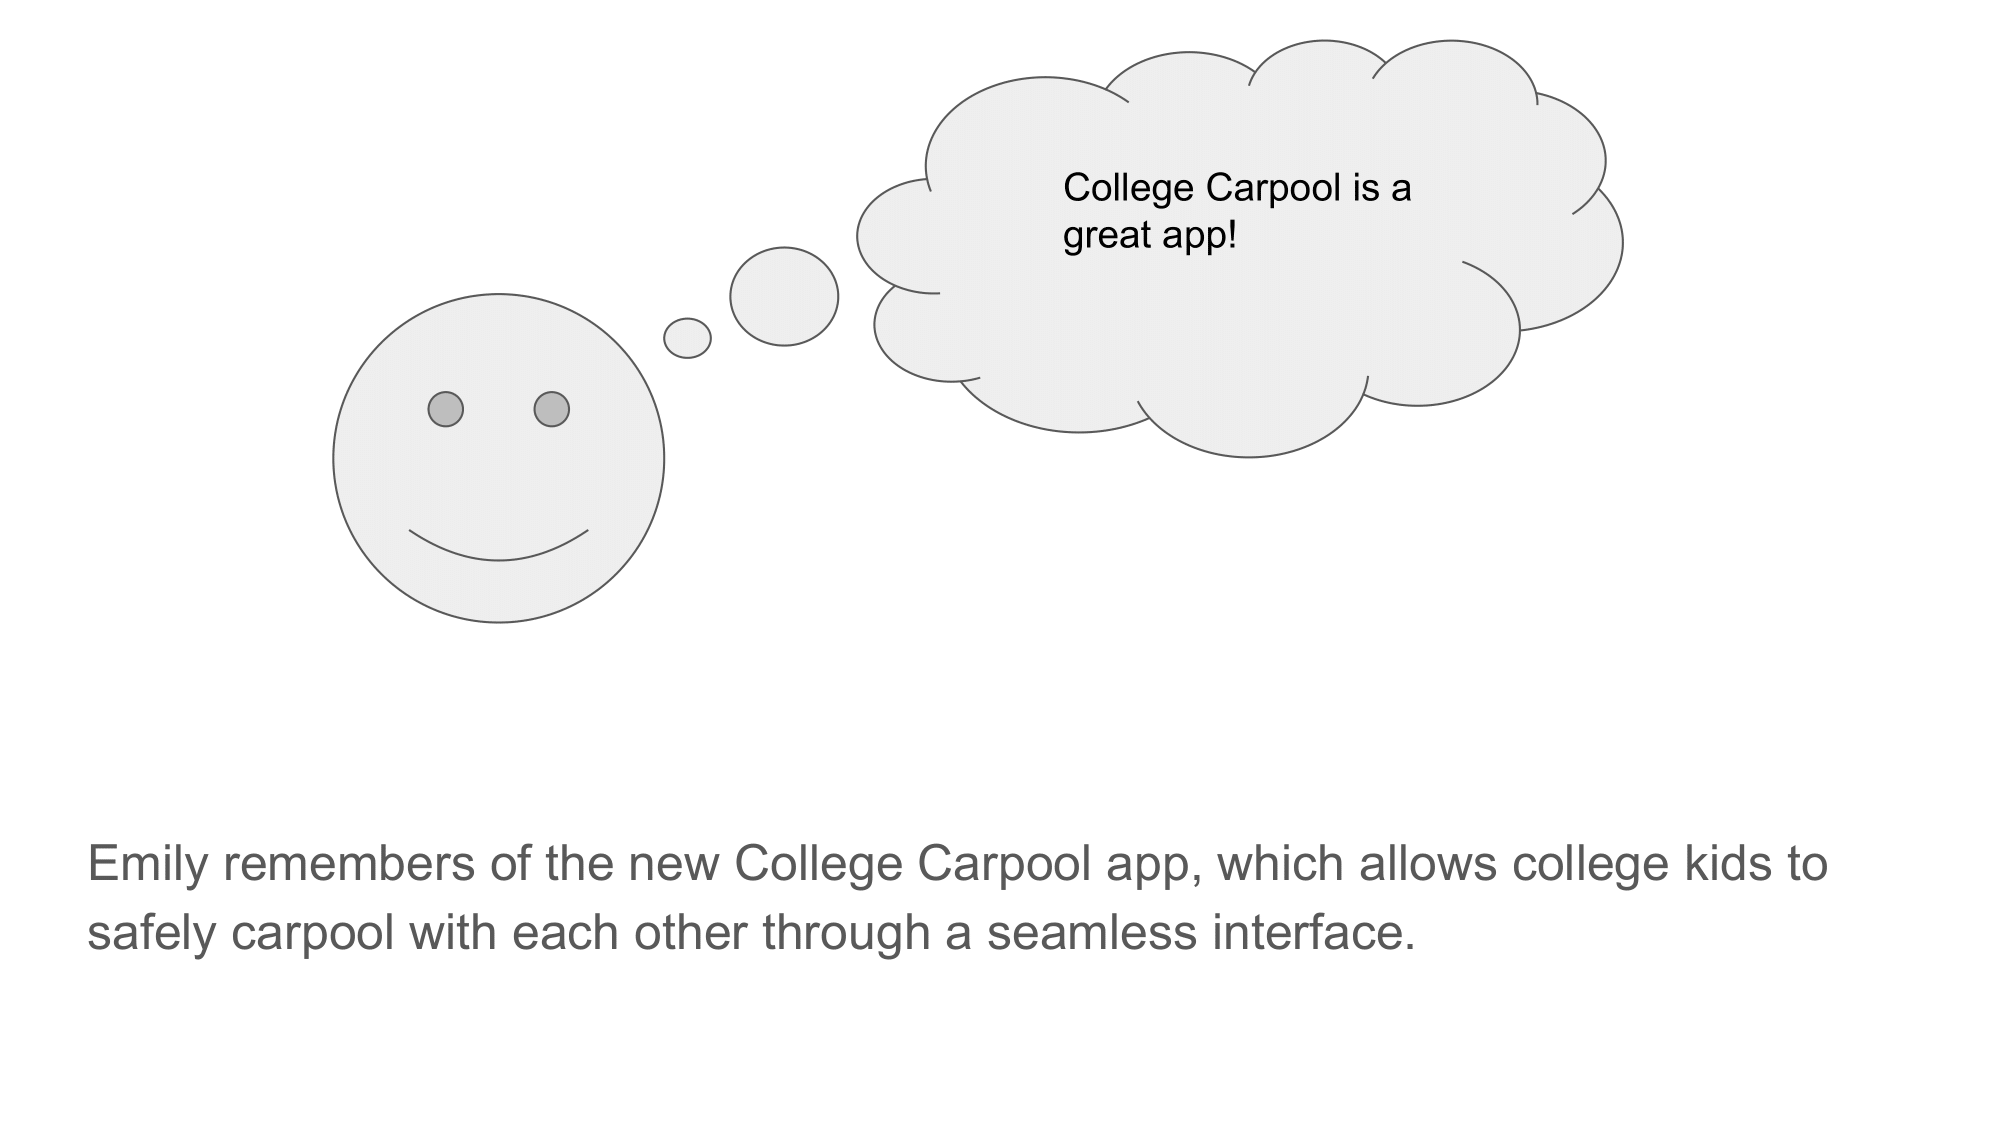 College Carpool is a
great app!
Emily remembers of the new College Carpool app, which allows college kids to
safely carpool with each other through a seamless interface.